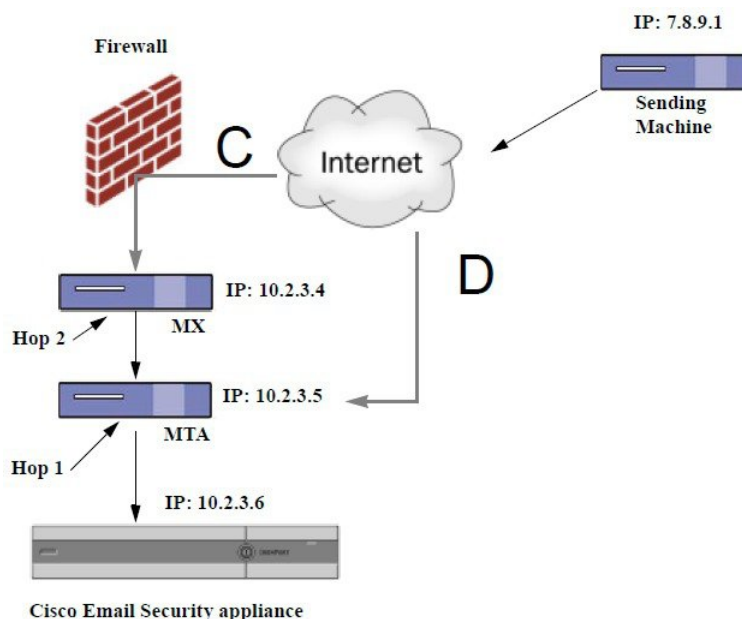 IP: 7.8.9.1
Firewall
Sending
Machine
C
Internet
D
IP: 10.2.3.4
Hop 2
MX
IP: 10.2.3.5
MTA
Hop 1
IP: 10.2.3.6
Cisco Email Security appliance